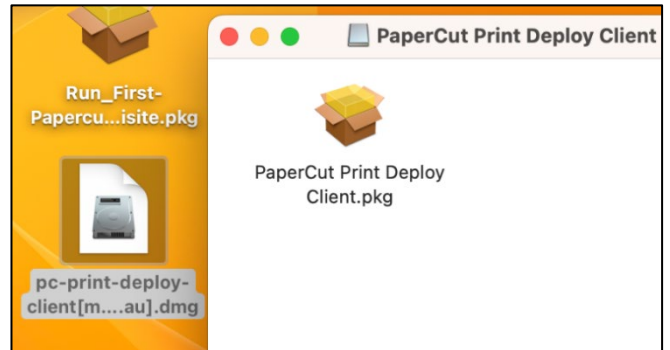 Run_First-
Papercu...isite.pkg
pc-print-deploy-
client[m....au].dmg
PaperCut Print Deploy Client
PaperCut Print Deploy
Client.pkg